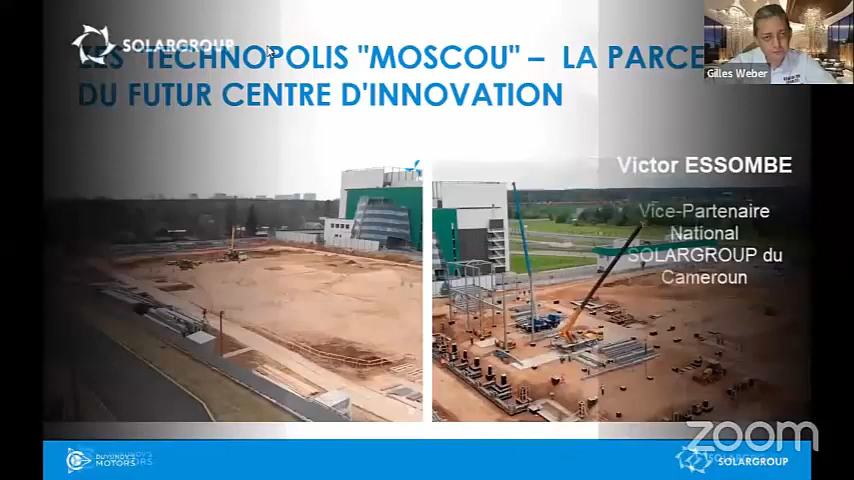 SOLARGROUP
"TECHNOPOLIS "MOSCOU" – LA PARCE
DU FUTUR CENTRE D'INNOVATION
Gilles Weber
Victor ESSOMBE
Vice-Partenaire
National
SOLARGROUP du
Cameroun
zoom
DUYUNOV'S
MOTORS
SOLARGROUP